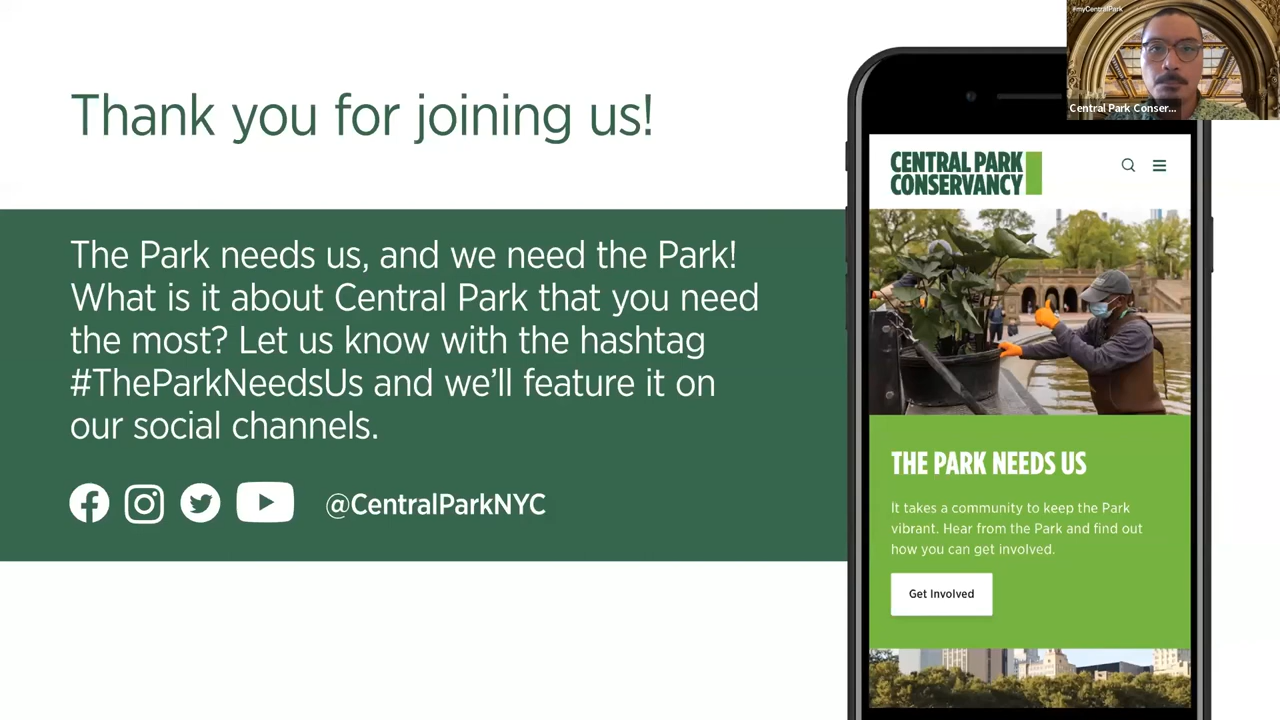 #myCentralPark
Central Park Conser...
Thank you for joining us!
The Park needs us, and we need the Park!
What is it about Central Park that you need
the most? Let us know with the hashtag
#TheParkNeedsUs and we’ll feature it on
our social channels.
@CentralParkNYC
CENTRAL PARK
CONSERVANCY
THE PARK NEEDS US
It takes a community to keep the Park
vibrant. Hear from the Park and find out
how you can get involved.
Get Involved